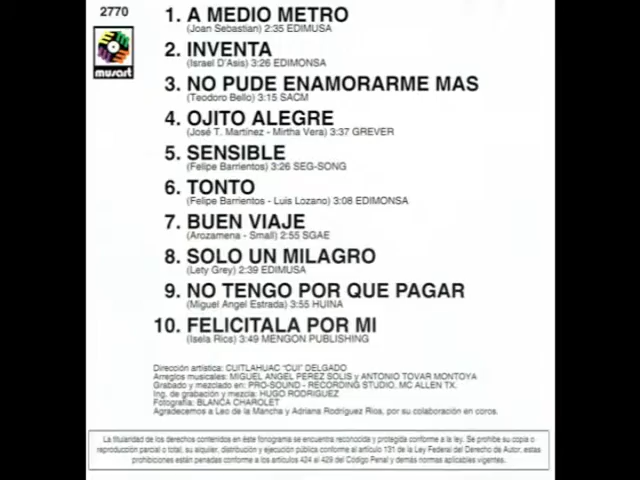 2770
musart
1. A MEDIO METRO
(Joan Sebastian) 2:35 EDIMUSA
2. INVENTA
(Israel D'Asis) 3:26 EDIMONSA
3. NO PUDE ENAMORARME MAS
(Teodoro Bello) 3:15 SACM
4. OJITO ALEGRE
(José T. Martínez - Mirtha Vera) 3:37 GREVER
5. SENSIBLE
(Felipe Barrientos) 3:26 SEG-SONG
6. TONTO
(Felipe Barrientos - Luis Lozano) 3:08 EDIMONSA
7. BUEN VIAJE
(Arozamena - Small) 2:55 SGAE
8. SOLO UN MILAGRO
(Lety Grey) 2:39 EDIMUSA
9. NO TENGO POR QUE PAGAR
(Miguel Angel Estrada) 3:55 HUINA
10. FELICITALA POR MI
(Isela Ríos) 3:49 MENGON PUBLISHING
Dirección artística: CUITLAHUAC "CUI" DELGADO
Arreglos musicales: MIGUEL ANGEL PEREZ SOLIS y ANTONIO TOVAR MONTOYA
Grabado y mezclado en: PRO-SOUND - RECORDING STUDIO, MC ALLEN TX.
Ing. de grabación y mezcla: HUGO RODRIGUEZ
Fotografía: BLANCA CHAROLET
Agradecemos a Leo de la Mancha y Adriana Rodríguez Ríos, por su colaboración en coros.
La titularidad de los derechos contenidos en éste fonograma se encuentra reconocida y protegida conforme a la ley. Se prohibe su copia o
reproducción parcial o total, su alquiler, distribución y ejecución pública conforme al artículo 131 de la Ley Federal del Derecho de Autor, estas
prohibiciones están penadas conforme a los artículos 424 el 429 del Código Penal y demás normas aplicables vigentes.